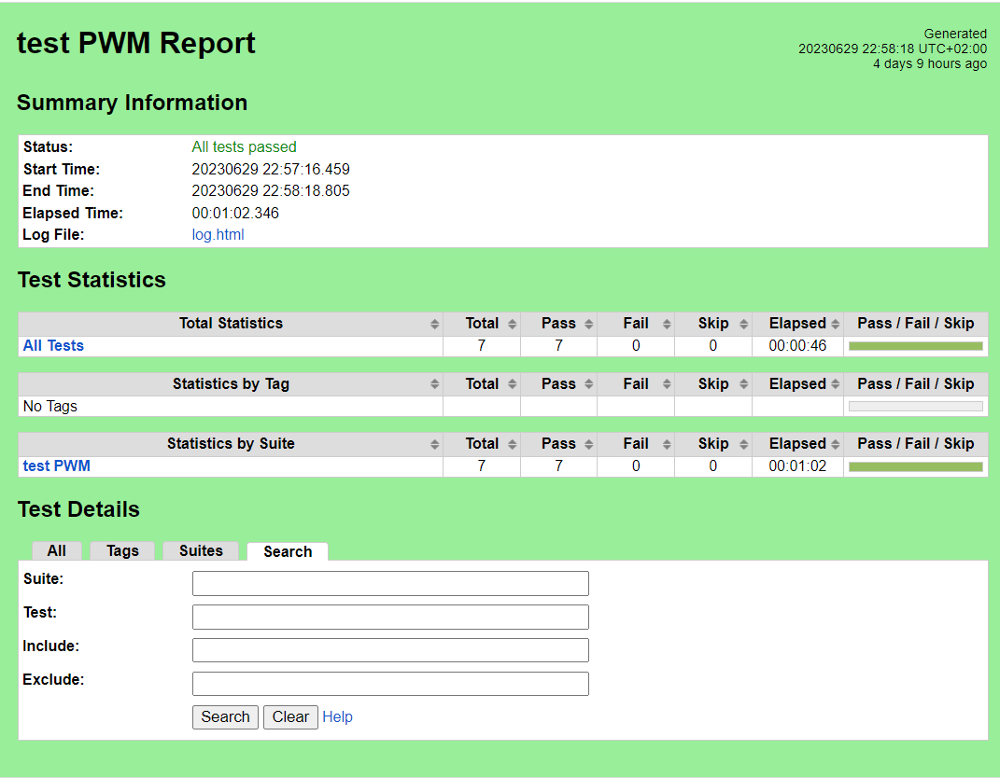 test PWM Report
Generated
20230629 22:58:18 UTC+02:00
4 days 9 hours ago
Summary Information
Status: All tests passed
Start Time: 20230629 22:57:16.459
End Time: 20230629 22:58:18.805
Elapsed Time: 00:01:02.346
Log File: log.html
Test Statistics
Total Statistics Total Pass Fail Skip Elapsed Pass / Fail / Skip
All Tests 7 7 0 0 00:00:46
Statistics by Tag Total Pass Fail Skip Elapsed Pass / Fail / Skip
No Tags
Statistics by Suite Total Pass Fail Skip Elapsed Pass / Fail / Skip
test PWM 7 7 0 0 00:01:02
Test Details
All Tags Suites Search
Suite:
Test:
Include:
Exclude:
Search Clear Help